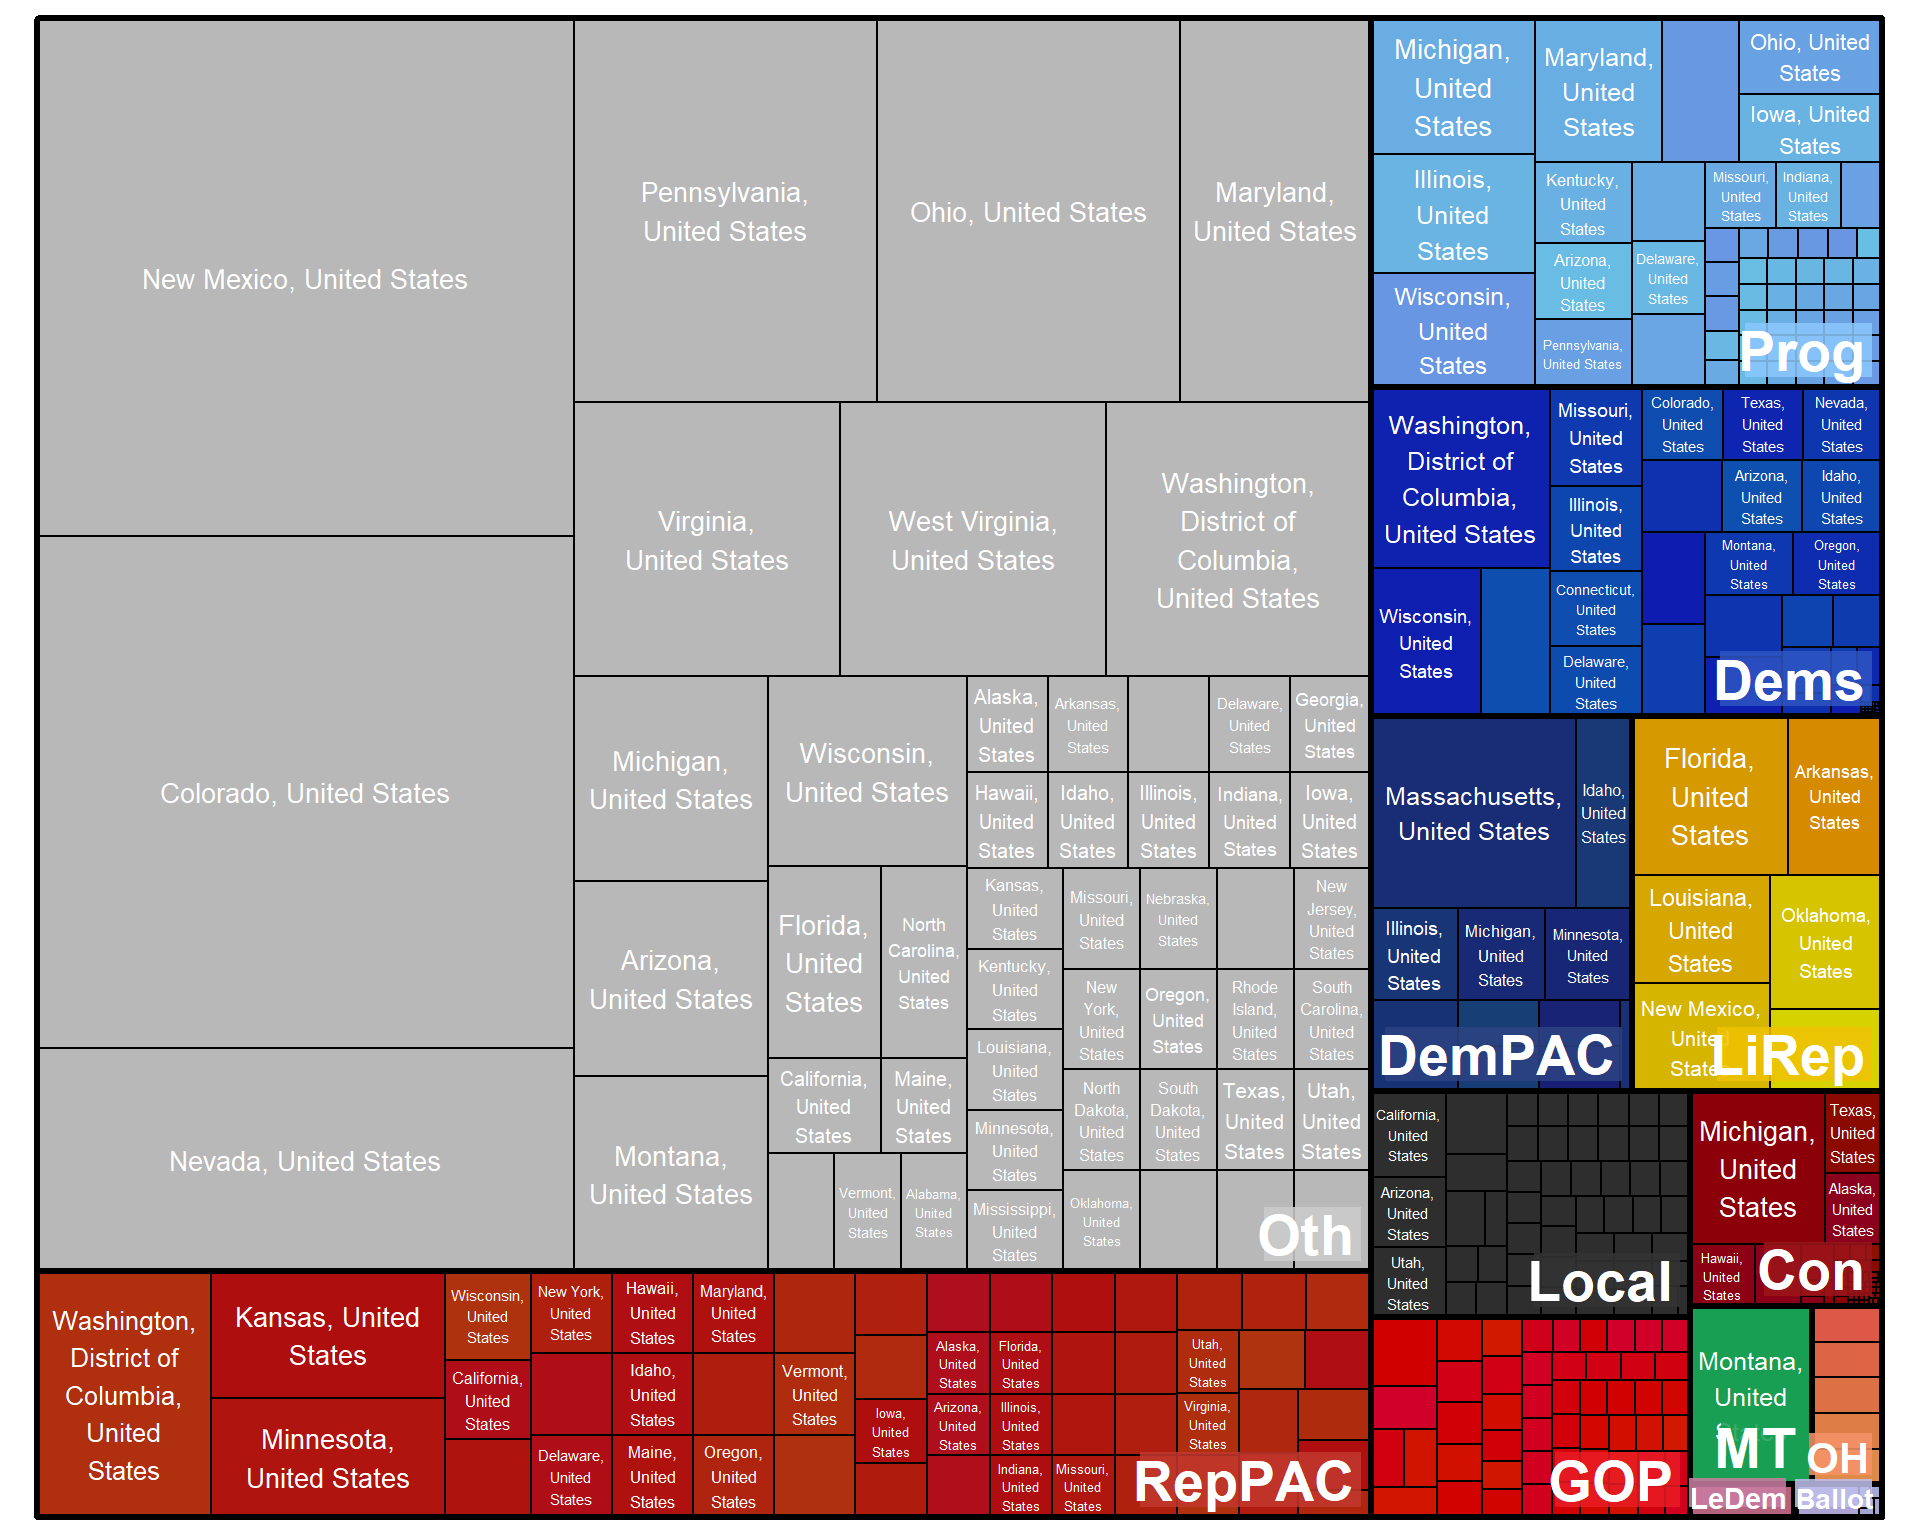 New Mexico, United States
Colorado, United States
Nevada, United States
Pennsylvania,
United States
Ohio, United States
Maryland,
United States
Virginia,
United States
West Virginia,
United States
Washington,
District of
Columbia,
United States
Michigan,
United States
Arizona,
United States
Montana,
United States
Wisconsin,
United States
Florida,
United
States
North
Carolina,
United
States
California,
United
States
Maine,
United
States
Vermont,
United
States
Alabama,
United
States
Alaska,
United
States
Arkansas,
United
States
Delaware,
United
States
Georgia,
United
States
Hawaii,
United
States
Idaho,
United
States
Illinois,
United
States
Indiana,
United
States
Iowa,
United
States
Kansas,
United
States
Kentucky,
United
States
Louisiana,
United
States
Minnesota,
United
States
Mississippi,
United
States
Missouri,
United
States
Nebraska,
United
States
New
Jersey,
United
States
New
York,
United
States
Oregon,
United
States
Rhode
Island,
United
States
South
Carolina,
United
States
North
Dakota,
United
States
South
Dakota,
United
States
Texas,
United
States
Utah,
United
States
Oklahoma,
United
States
Oth
Washington,
District of
Columbia,
United
States
Kansas, United
States
Minnesota,
United States
Wisconsin,
United
States
California,
United
States
New York,
United
States
Delaware,
United
States
Hawaii,
United
States
Idaho,
United
States
Maine,
United
States
Maryland,
United
States
Oregon,
United
States
Vermont,
United
States
Iowa,
United
States
Alaska,
United
States
Arizona,
United
States
Florida,
United
States
Illinois,
United
States
Indiana,
United
States
Missouri,
United
States
Utah,
United
States
Virginia,
United
States
RepPAC
Michigan,
United
States
Illinois,
United
States
Wisconsin,
United
States
Maryland,
United
States
Ohio, United
States
Iowa, United
States
Kentucky,
United
States
Arizona,
United
States
Pennsylvania,
United States
Delaware,
United
States
Missouri,
United
States
Indiana,
United
States
Prog
Washington,
District of
Columbia,
United States
Wisconsin,
United
States
Missouri,
United
States
Illinois,
United
States
Connecticut,
United
States
Delaware,
United
States
Colorado,
United
States
Texas,
United
States
Nevada,
United
States
Arizona,
United
States
Idaho,
United
States
Montana,
United
States
Oregon,
United
States
Dems
Massachusetts,
United States
Idaho,
United
States
Illinois,
United
States
Michigan,
United
States
Minnesota,
United
States
DemPAC
Florida,
United
States
Arkansas,
United
States
Louisiana,
United
States
Oklahoma,
United
States
New Mexico,
United
States
LiRep
California,
United
States
Arizona,
United
States
Utah,
United
States
Local
Michigan,
United
States
Texas,
United
States
Alaska,
United
States
Hawaii,
United
States
Con
GOP
Montana,
United
States
MT
OH
LeDem
Ballot